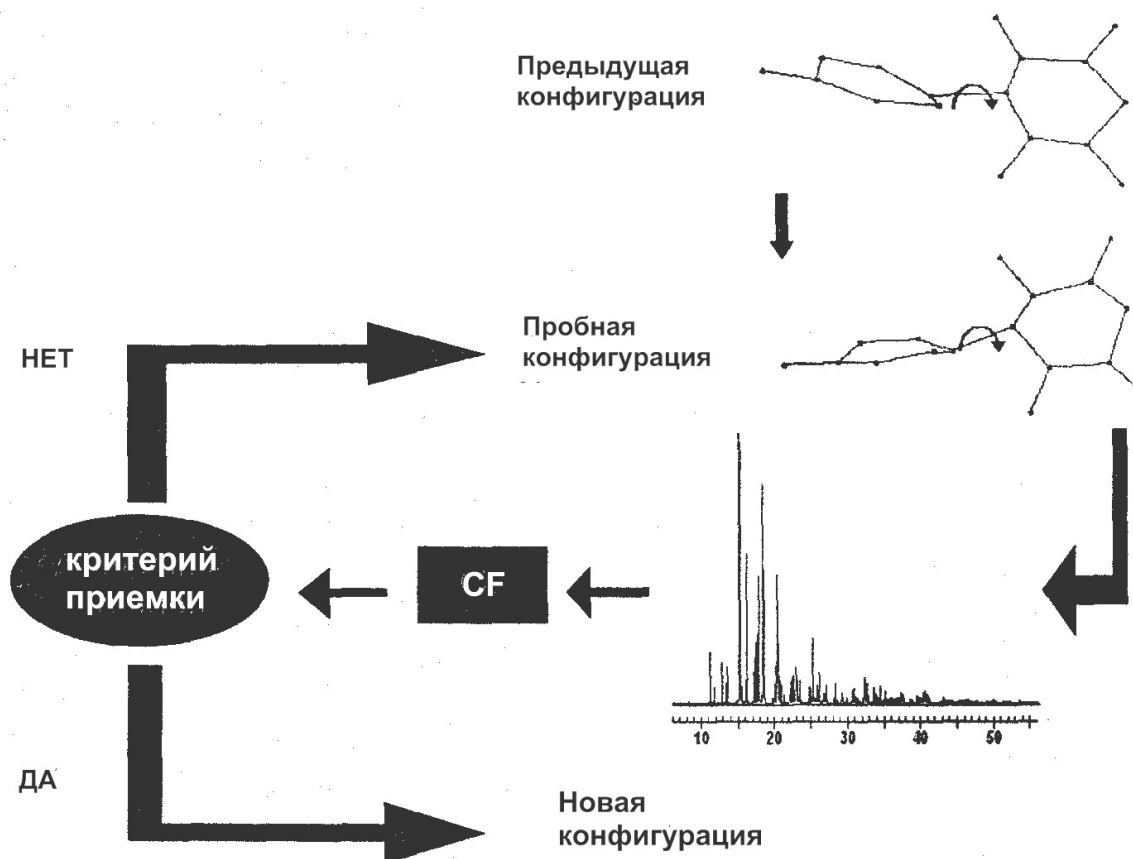 Предыдущая
конфигурация
Пробная
конфигурация
НЕТ
критерий
приемки
CF
10 20 30 40 50
ДА
Новая
конфигурация